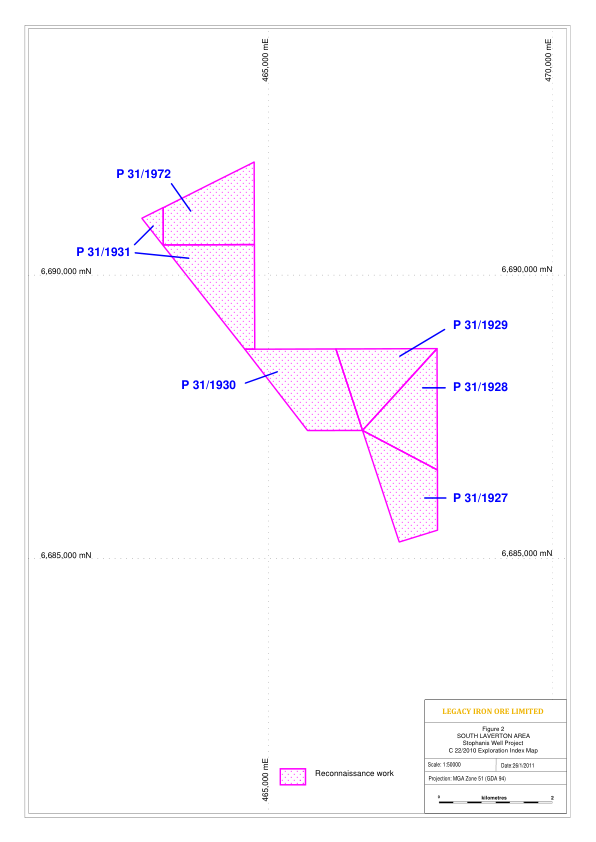 465,000 mE
470,000 mE
P 31/1972
P 31/1931
6,690,000 mN
6,690,000 mN
P 31/1929
P 31/1930
P 31/1928
P 31/1927
6,685,000 mN
6,685,000 mN
465,000 mE
Reconnaissance work
LEGACY IRON ORE LIMITED
Figure 2
SOUTH LAVERTON AREA
Stophanis Well Project
C 22/2010 Exploration Index Map
Scale: 1:50000
Date:26/1/2011
Projection: MGA Zone 51 (GDA 94)
0 kilometres 2